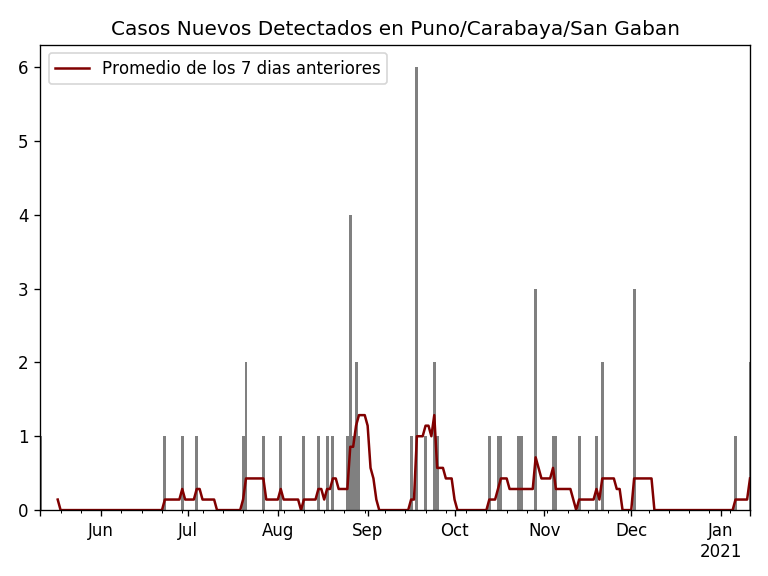 Casos Nuevos Detectados en Puno/Carabaya/San Gaban
Promedio de los 7 dias anteriores
6
5
4
3
2
1
0
Jun Jul Aug Sep Oct Nov Dec Jan
2021